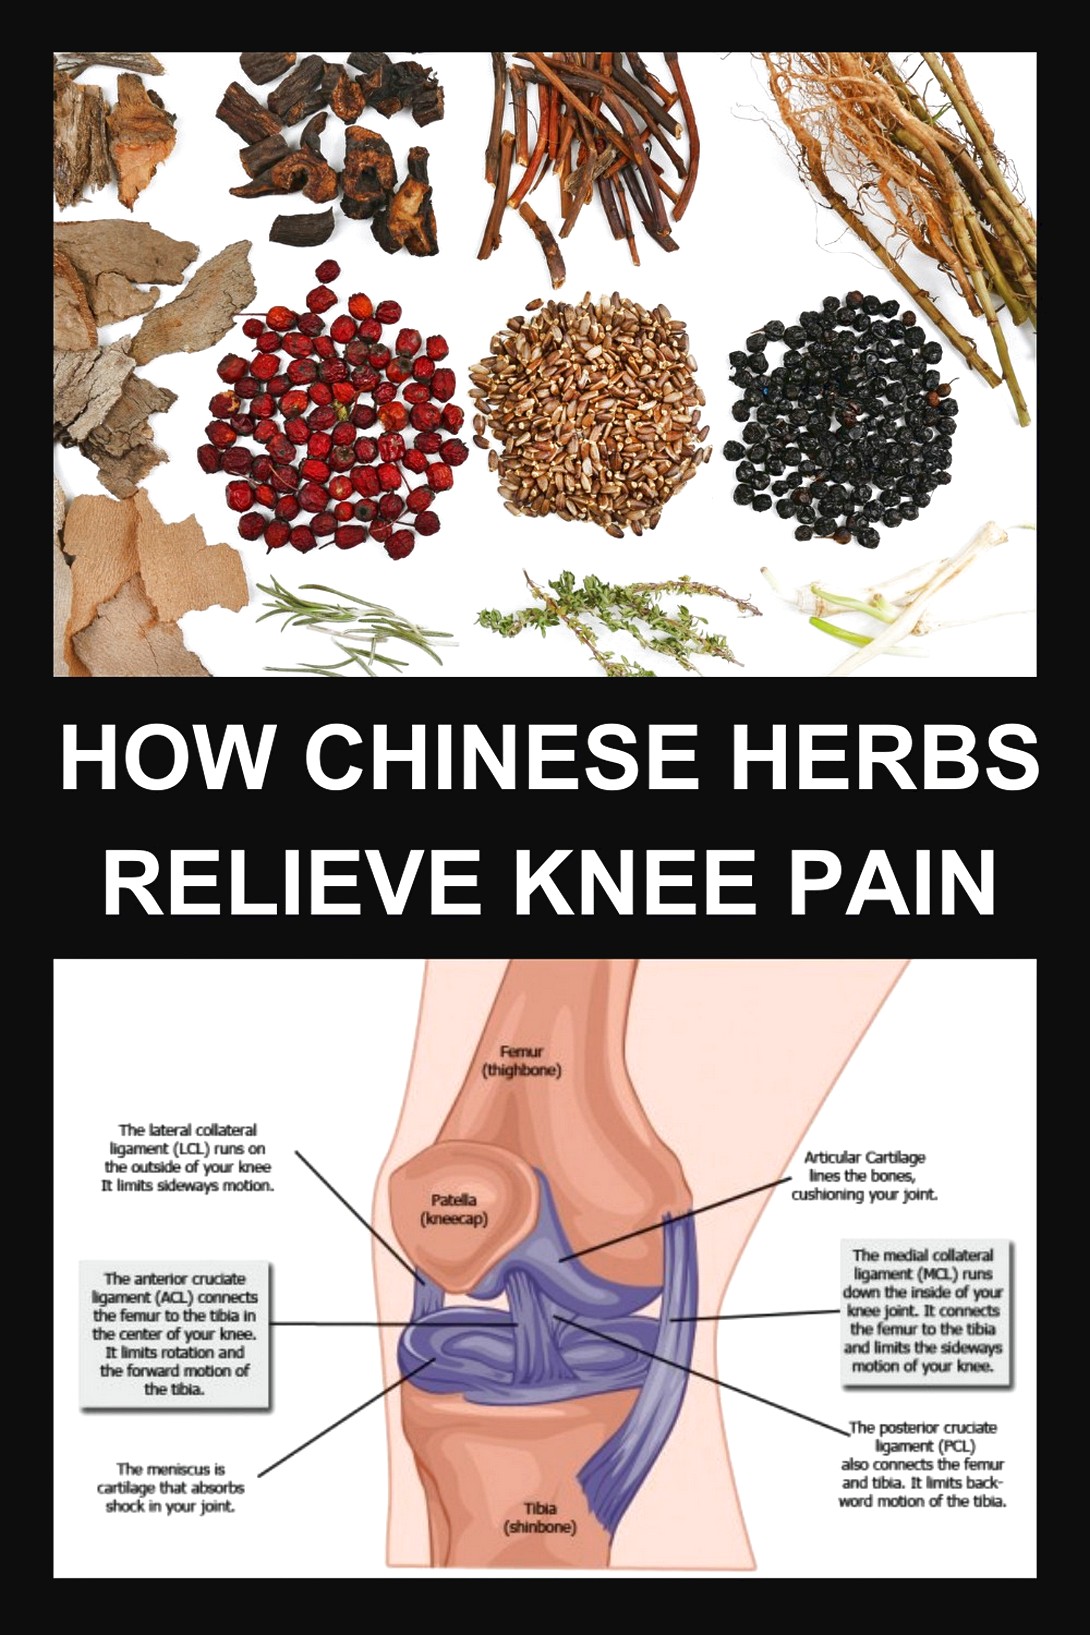 HOW CHINESE HERBS
RELIEVE KNEE PAIN
Femur
(thighbone)
The lateral collateral
ligament (LCL) runs on
the outside of your knee
It limits sideways motion.
Patella
(kneecap)
Articular Cartilage
lines the bones,
cushioning your joint.
The anterior cruciate
ligament (ACL) connects
the femur to the tibia in
the center of your knee.
It limits rotation and
the forward motion of
the tibia.
The medial collateral
ligament (MCL) runs
down the inside of your
knee joint. It connects
the femur to the tibia
and limits the sideways
motion of your knee.
The meniscus is
cartilage that absorbs
shock in your joint.
The posterior cruciate
ligament (PCL)
also connects the femur
and tibia. It limits back-
word motion of the tibia.
Tibia
(shinbone)